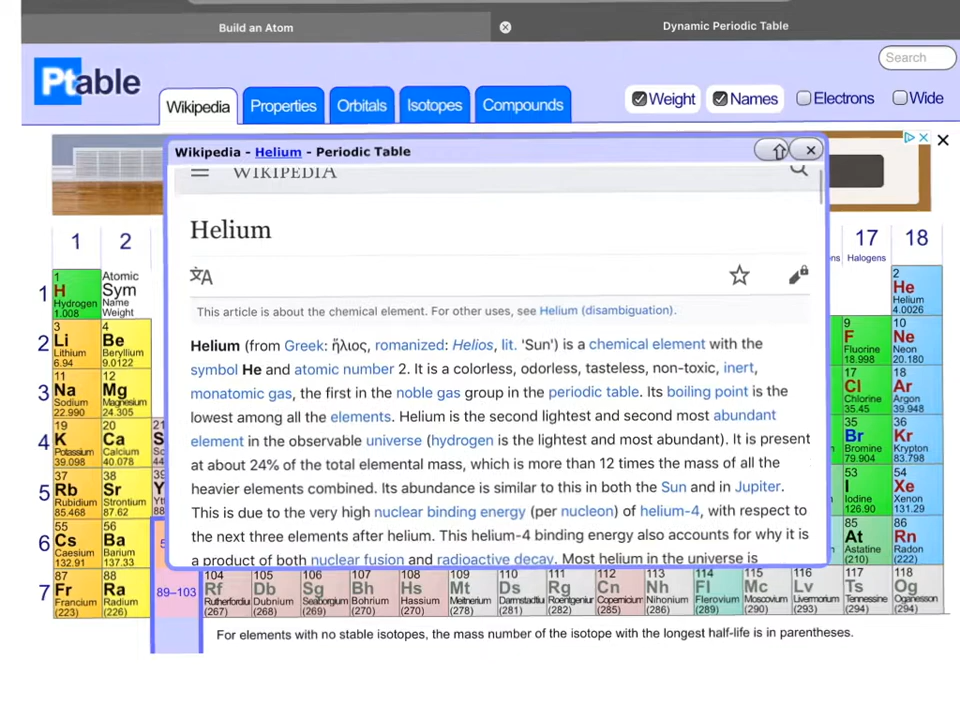 Build an Atom
Dynamic Periodic Table
Search
Ptable
Wikipedia Properties Orbitals Isotopes Compounds Weight Names Electrons Wide
Wikipedia - Helium - Periodic Table
WIKIPEDIA
Helium
This article is about the chemical element. For other uses, see Helium (disambiguation).
Helium (from Greek: ἥλιος, romanized: Helios, lit. 'Sun') is a chemical element with the
symbol He and atomic number 2. It is a colorless, odorless, tasteless, non-toxic, inert,
monatomic gas, the first in the noble gas group in the periodic table. Its boiling point is the
lowest among all the elements. Helium is the second lightest and second most abundant
element in the observable universe (hydrogen is the lightest and most abundant). It is present
at about 24% of the total elemental mass, which is more than 12 times the mass of all the
heavier elements combined. Its abundance is similar to this in both the Sun and in Jupiter.
This is due to the very high nuclear binding energy (per nucleon) of helium-4, with respect to
the next three elements after helium. This helium-4 binding energy also accounts for why it is
a product of both nuclear fusion and radioactive decay. Most helium in the universe is
1 2 17 18
Halogens
1 1 H Hydrogen 1.008
Atomic
Sym
Name
Weight
2 He Helium 4.0026
2 3 Li Lithium 6.94
4 Be Beryllium 9.0122
9 F Fluorine 18.998
10 Ne Neon 20.180
3 11 Na Sodium 22.990
12 Mg Magnesium 24.305
17 Cl Chlorine 35.45
18 Ar Argon 39.948
4 19 K Potassium 39.098
20 Ca Calcium 40.078
21
35 Br Bromine 79.904
36 Kr Krypton 83.798
5 37 Rb Rubidium 85.468
38 Sr Strontium 87.62
53 I Iodine 126.90
54 Xe Xenon 131.29
6 55 Cs Caesium 132.91
56 Ba Barium 137.33
85 At Astatine (210)
86 Rn Radon (222)
7 87 Fr Francium (223)
88 Ra Radium (226)
89–103
104 Rf (267)
105 Db Dubnium (268)
106 Sg Seaborgium (269)
107 Bh Bohrium (270)
108 Hs Hassium (270)
109 Mt Meitnerium (278)
110 Ds (281)
111 Rg (282)
112 Cn Copernicium (285)
113 Nh Nihonium (286)
114 Fl Flerovium (289)
115 Mc Moscovium (290)
116 Lv Livermorium (293)
117 Ts Tennessine (294)
118 Og Oganesson (294)
For elements with no stable isotopes, the mass number of the isotope with the longest half-life is in parentheses.